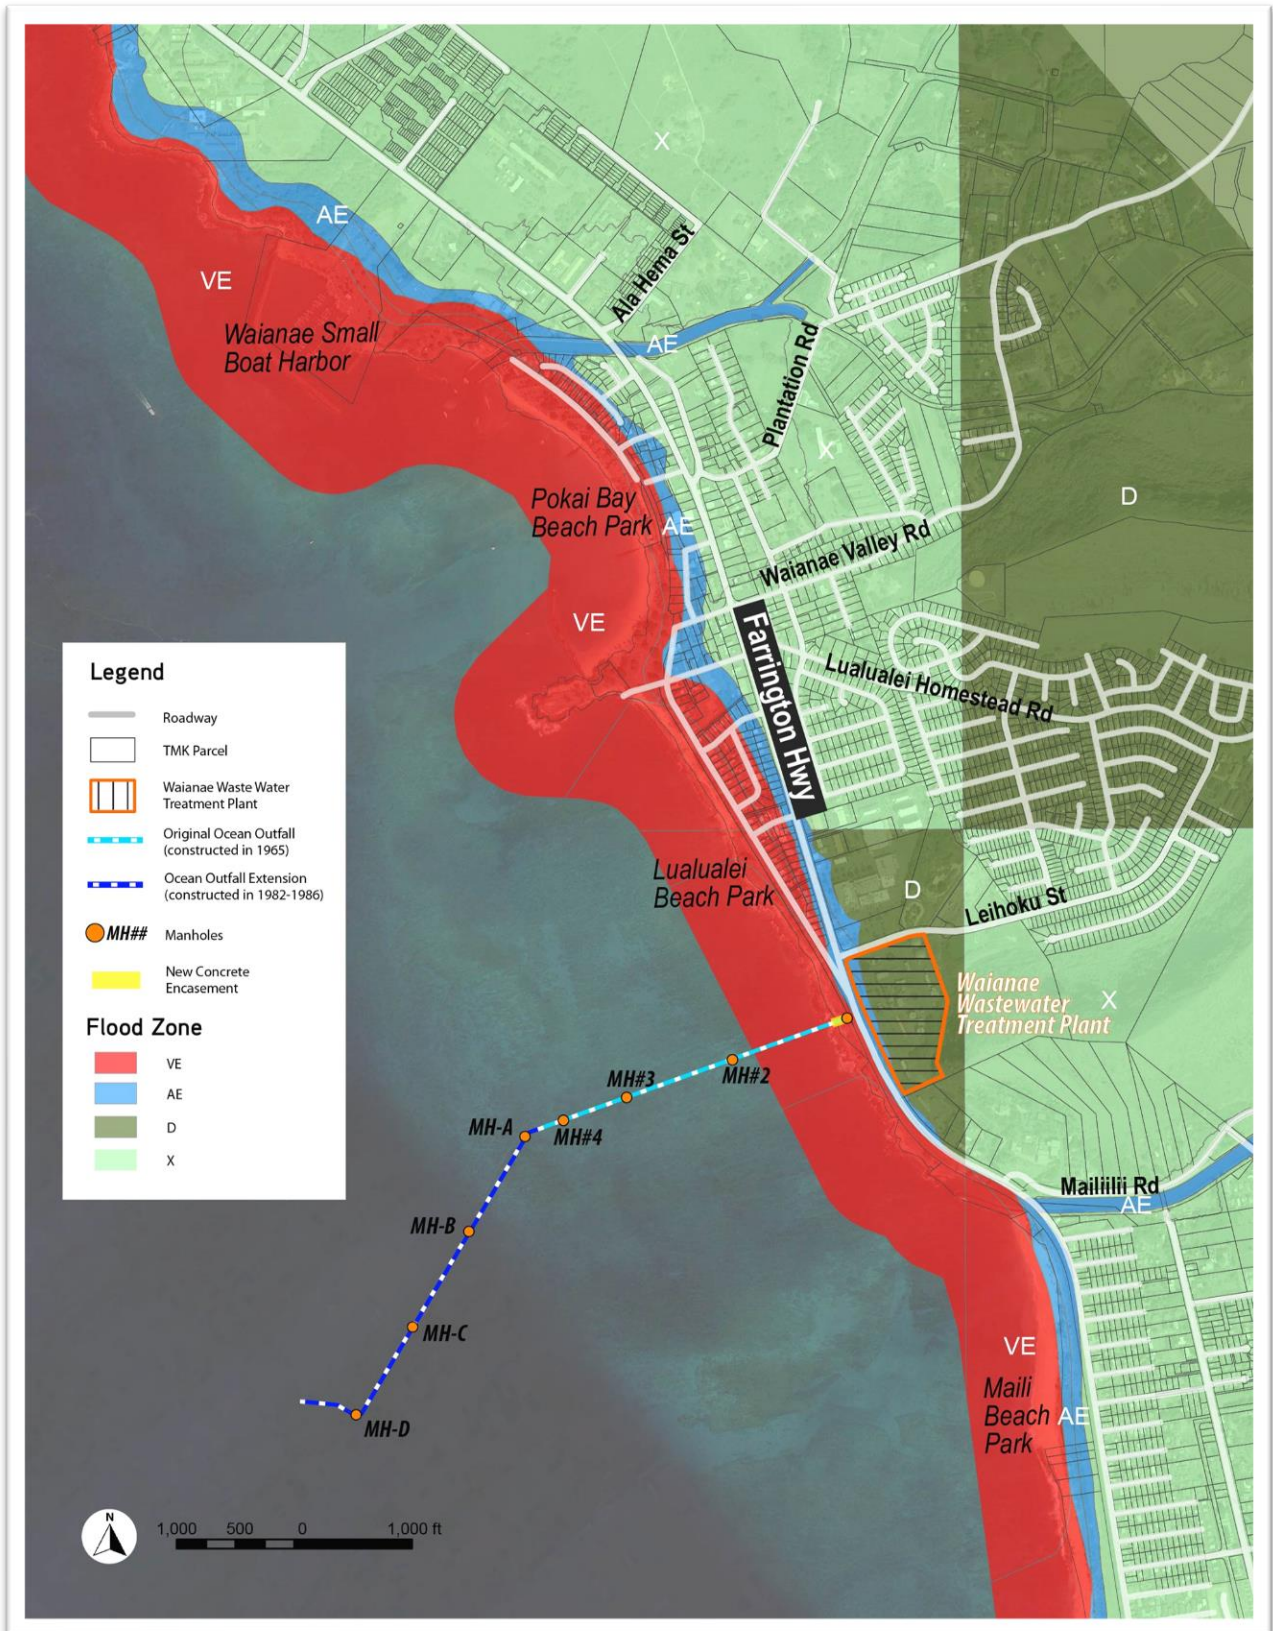 X
AE
VE
Ala Hema St
Waianae Small
Boat Harbor
AE
Plantation Rd
X
Pokai Bay
Beach Park
AE
D
Waianae Valley Rd
VE
Farrington Hwy
Lualualei Homestead Rd
Legend
Roadway
TMK Parcel
Waianae Waste Water
Treatment Plant
Original Ocean Outfall
(constructed in 1965)
Ocean Outfall Extension
(constructed in 1982-1986)
MH##
Manholes
New Concrete
Encasement
Flood Zone
VE
AE
D
X
Lualualei
Beach Park
D
Leihoku St
Waianae
Wastewater
Treatment Plant
X
MH#2
MH#3
MH#4
MH-A
MH-B
MH-C
MH-D
Mailiilii Rd
AE
VE
Maili
Beach
Park
AE
N
1,000 500 0 1,000 ft